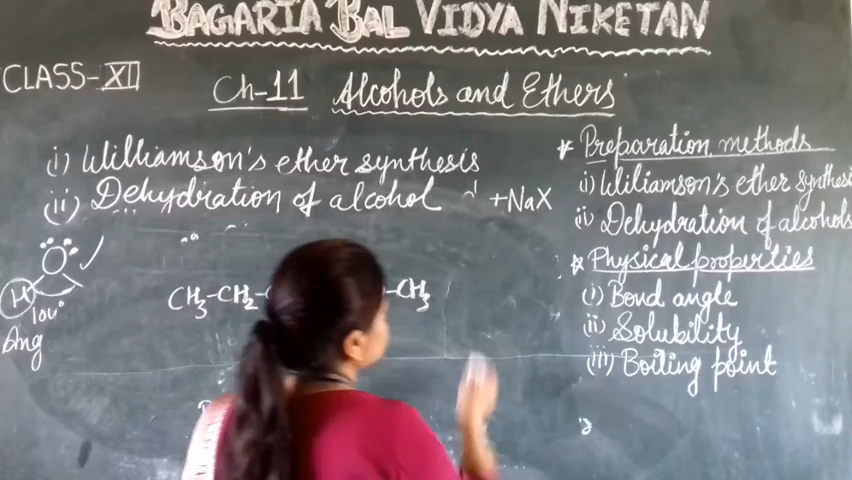 BAGARIA BAL VIDYA NIKETAN
CLASS-XII
Ch-11 Alcohols and Ethers
(i) Williamson's ether synthesis
(ii) Dehydration of alcohol
+NaX
O
H
Ang
CH3-CH2-
-CH3
* Preparation methods
(i) Wiliamson's ether synthesis
(ii) Dehydration of alcohols
* Physical properties
(i) Bond angle
(ii) Solubility
(iii) Boiling point